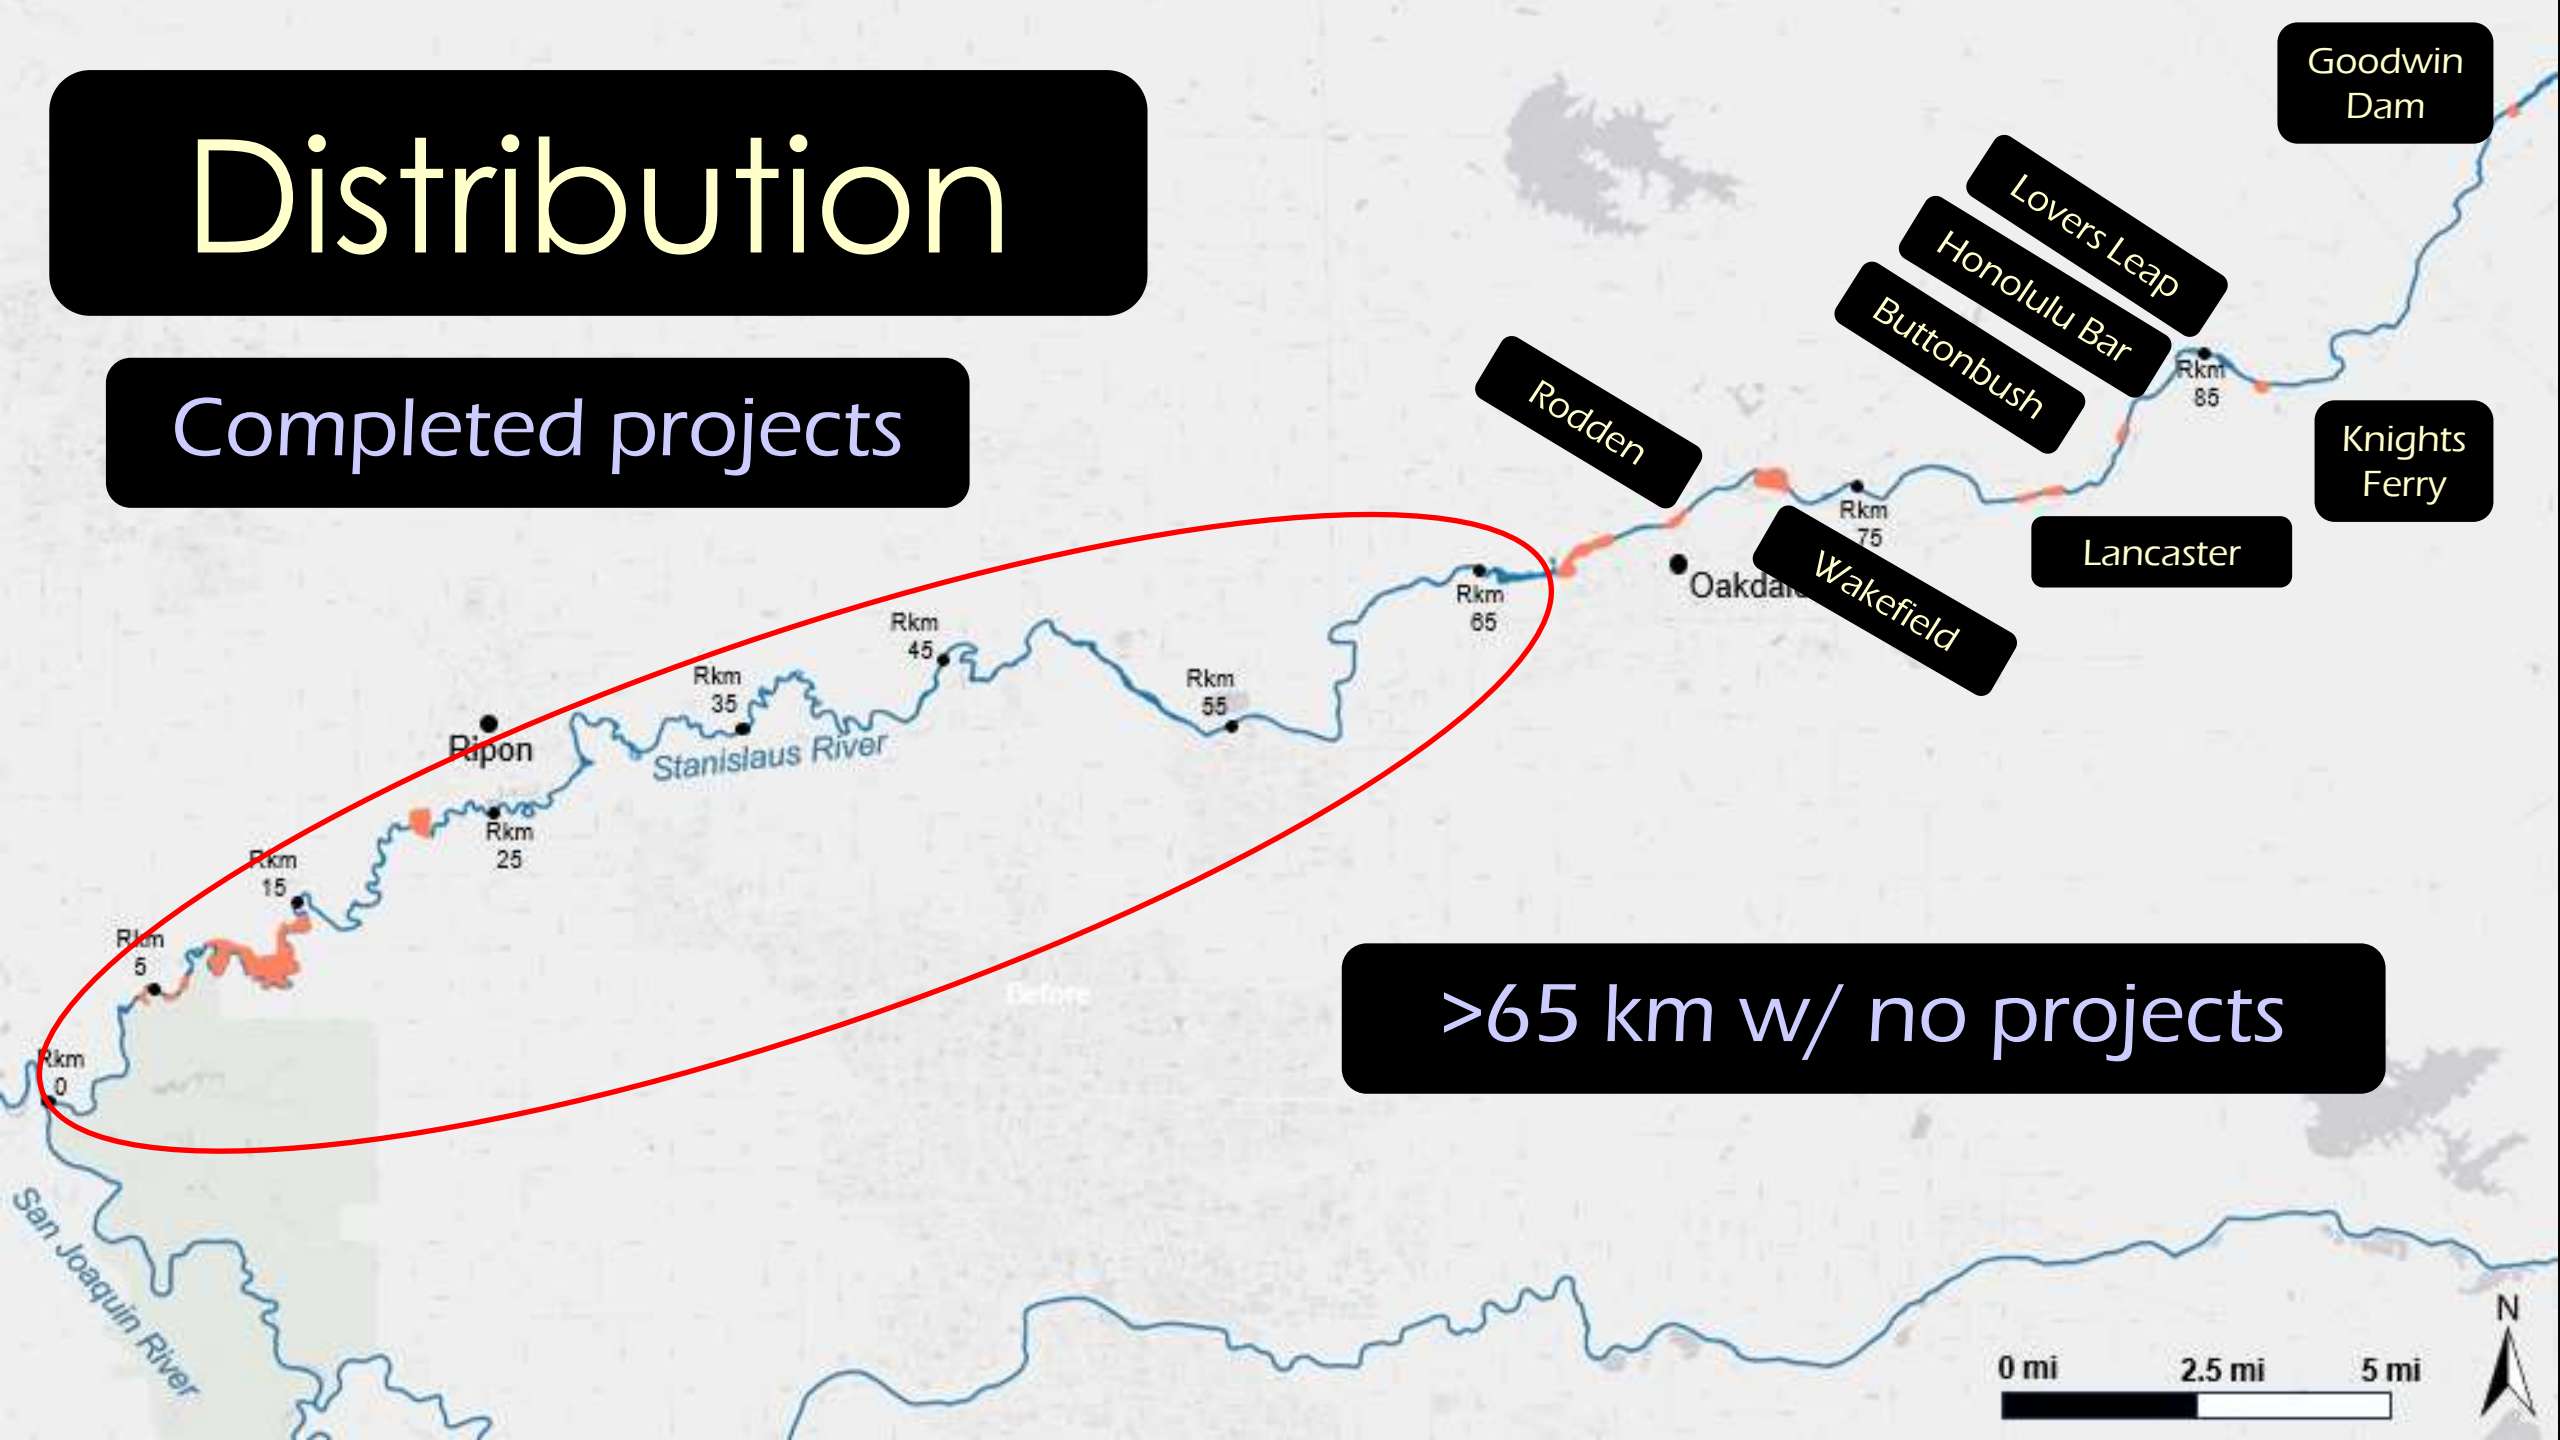 Distribution
Completed projects
Goodwin
Dam
Lovers Leap
Honolulu Bar
Buttonbush
Rodden
Rkm
85
Knights
Ferry
Rkm
75
Lancaster
Wakefield
Rkm
65
Rkm
45
Rkm
35
Rkm
55
Ripon
Stanislaus River
Rkm
25
Rkm
15
Rkm
5
Before
>65 km w/ no projects
Rkm
0
San Joaquin River
N
0 mi
2.5 mi
5 mi